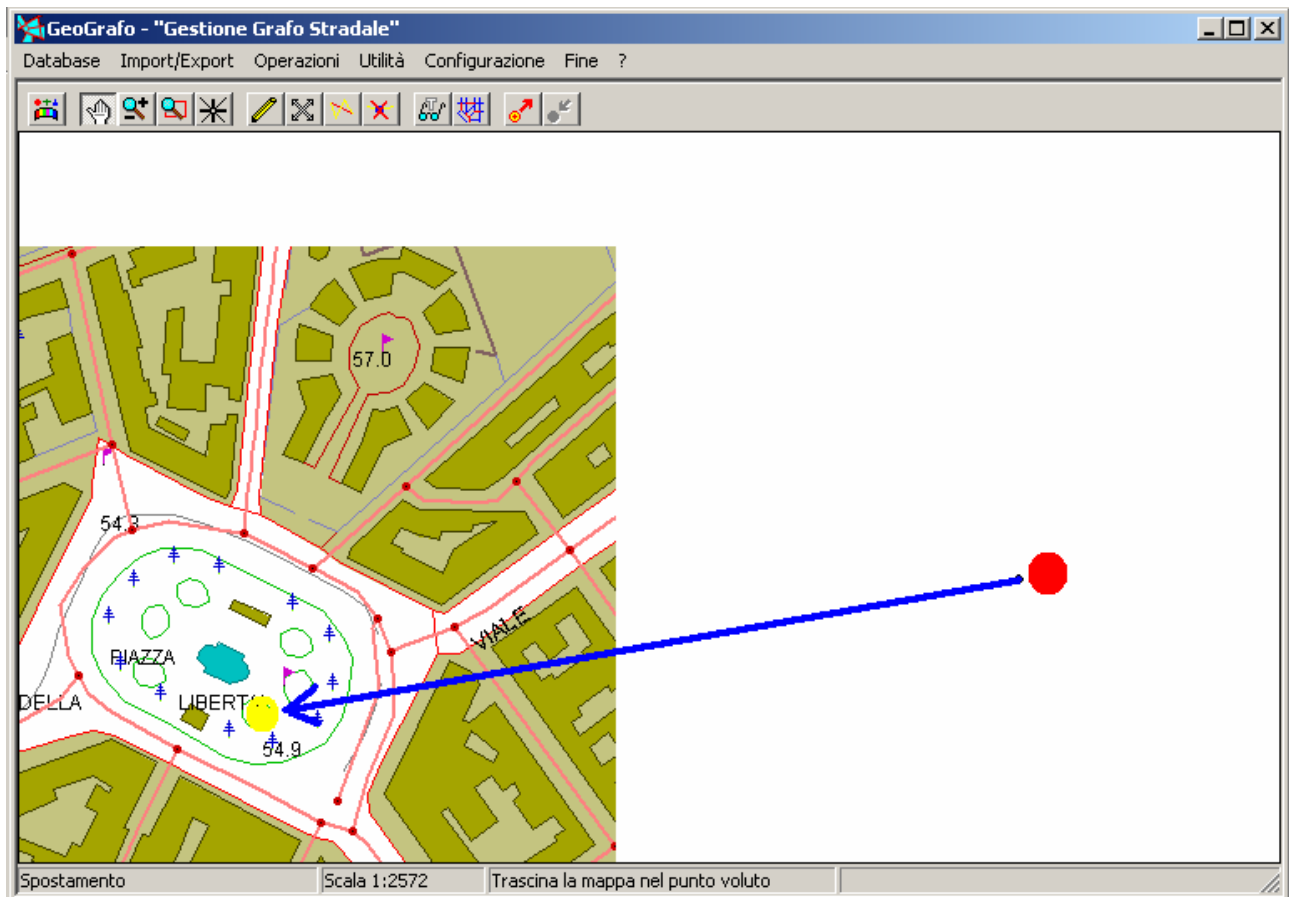 GeoGrafo - "Gestione Grafo Stradale"
Database Import/Export Operazioni Utilità Configurazione Fine ?
57.0
54.3
VIALE
PIAZZA
DELLA LIBERTA'
54.9
Spostamento Scala 1:2572 Trascina la mappa nel punto voluto